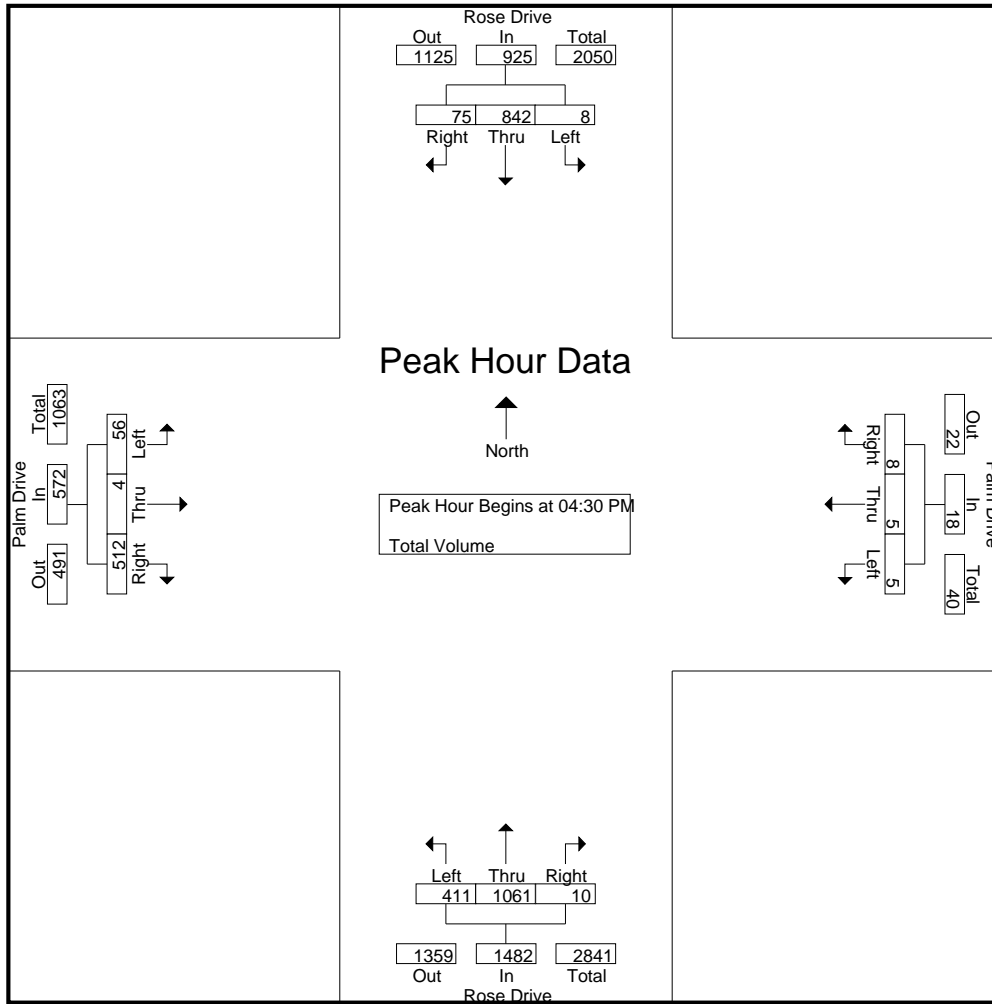 Rose Drive
Out In Total
1125 925 2050
75 842 8
Right Thru Left
Peak Hour Data
North
Peak Hour Begins at 04:30 PM
Total Volume
Palm Drive
Out In Total
491 572 1063
56 4 512
Left Thru Right
Palm Drive
Out In Total
22 18 40
Right Thru Left
8 5 5
Left Thru Right
411 1061 10
1359 1482 2841
Out In Total
Rose Drive